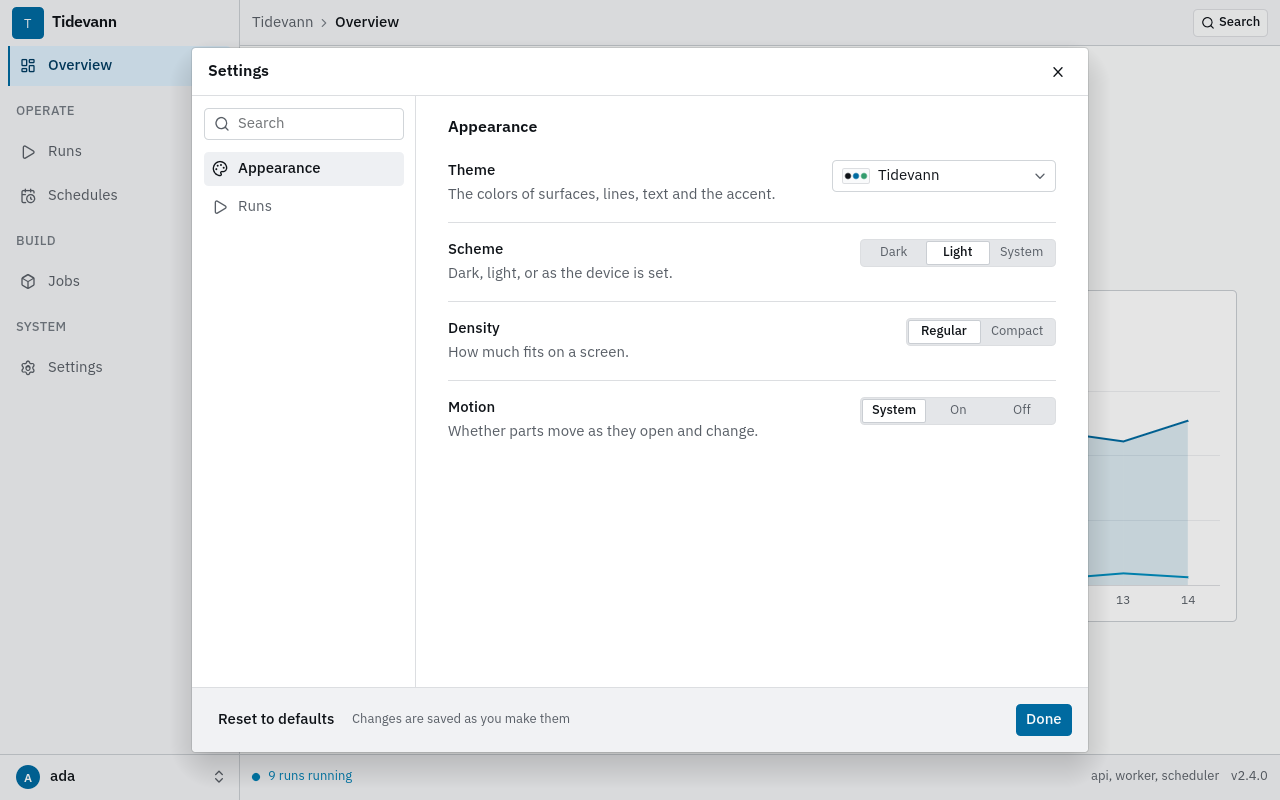 T Tidevann
Tidevann > Overview
Search
Overview
OPERATE
Runs
Schedules
BUILD
Jobs
SYSTEM
Settings
Settings
Search
Appearance
Runs
Appearance
Theme
The colors of surfaces, lines, text and the accent.
Tidevann
Scheme
Dark, light, or as the device is set.
Dark Light System
Density
How much fits on a screen.
Regular Compact
Motion
Whether parts move as they open and change.
System On Off
13 14
Reset to defaults
Changes are saved as you make them
Done
A ada
9 runs running
api, worker, scheduler v2.4.0